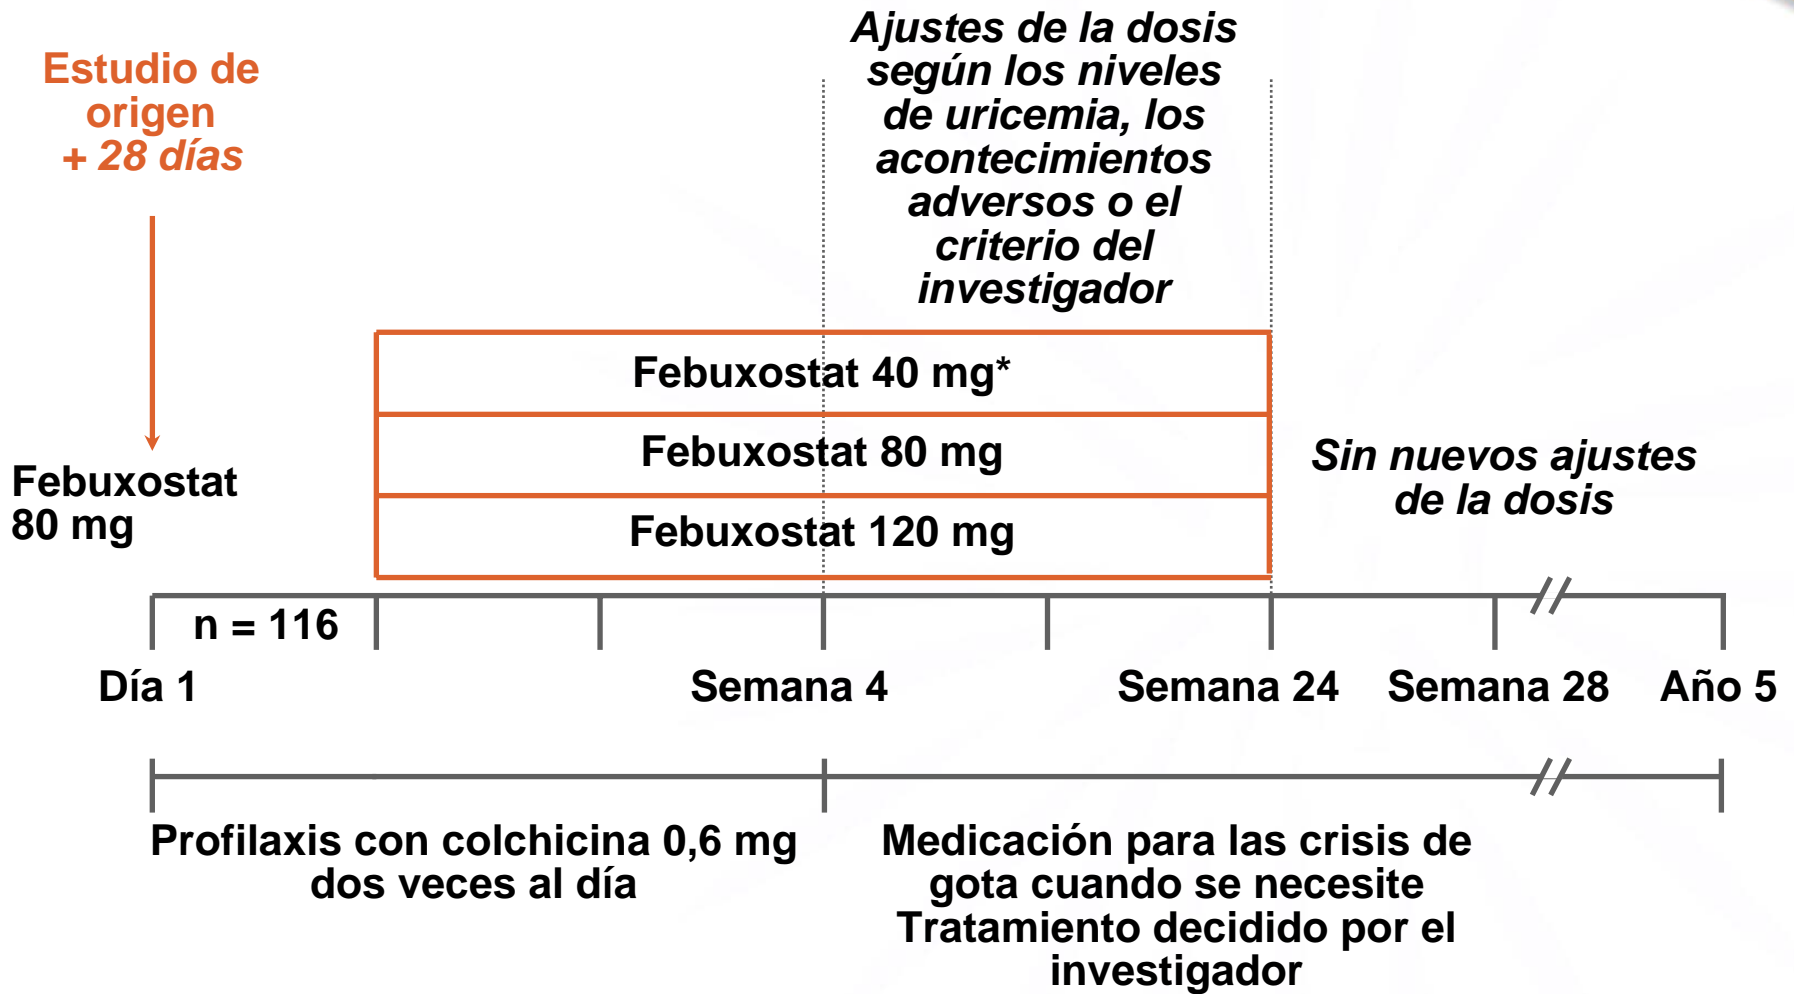 Estudio de
origen
+ 28 días
Ajustes de la dosis
según los niveles
de uricemia, los
acontecimientos
adversos o el
criterio del
investigador
Febuxostat
80 mg
Febuxostat 40 mg*
Febuxostat 80 mg
Febuxostat 120 mg
Sin nuevos ajustes
de la dosis
n = 116
Día 1
Semana 4
Semana 24
Semana 28
Año 5
Profilaxis con colchicina 0,6 mg
dos veces al día
Medicación para las crisis de
gota cuando se necesite
Tratamiento decidido por el
investigador